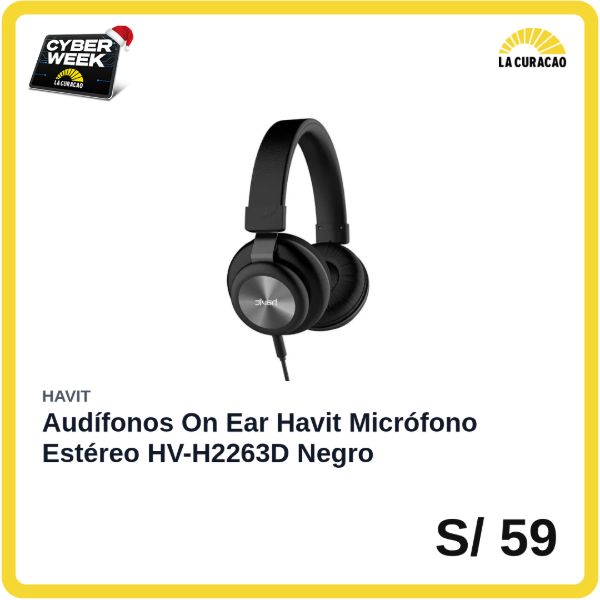 CYBER
WEEK
LA CURACAO
LA CURACAO
HAVIT
Audífonos On Ear Havit Micrófono
Estéreo HV-H2263D Negro
S/ 59